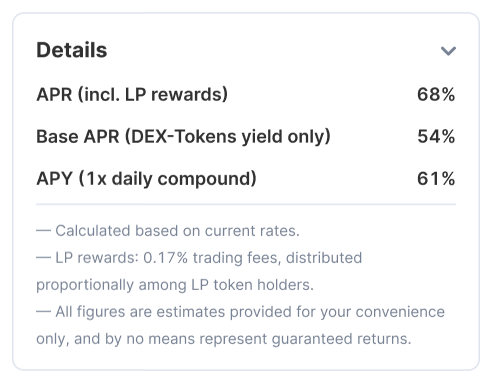 Details
APR (incl. LP rewards) 68%
Base APR (DEX-Tokens yield only) 54%
APY (1x daily compound) 61%
— Calculated based on current rates.
— LP rewards: 0.17% trading fees, distributed
proportionally among LP token holders.
— All figures are estimates provided for your convenience
only, and by no means represent guaranteed returns.